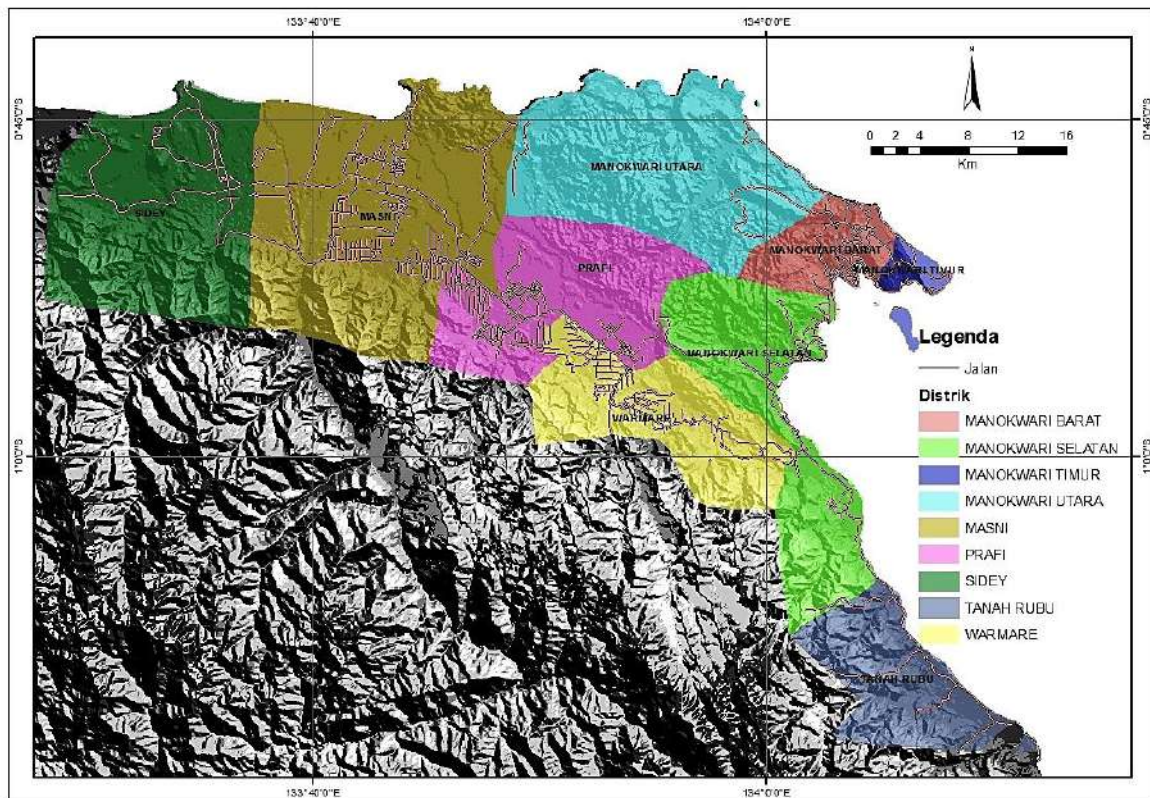 133°40'0"E
134°0'0"E
N
0°45'0"S
0°45'0"S
0 2 4 8 12 16
Km
MANOKWARI UTARA
SIDEY
MASNI
MANOKWARI BARAT
PRAFI
MANOKWARI TIMUR
Legenda
MANOKWARI SELATAN
Jalan
Distrik
WARMARE
MANOKWARI BARAT
MANOKWARI SELATAN
1°0'0"S
1°0'0"S
MANOKWARI TIMUR
MANOKWARI UTARA
MASNI
PRAFI
SIDEY
TANAH RUBU
WARMARE
TANAH RUBU
133°40'0"E
134°0'0"E